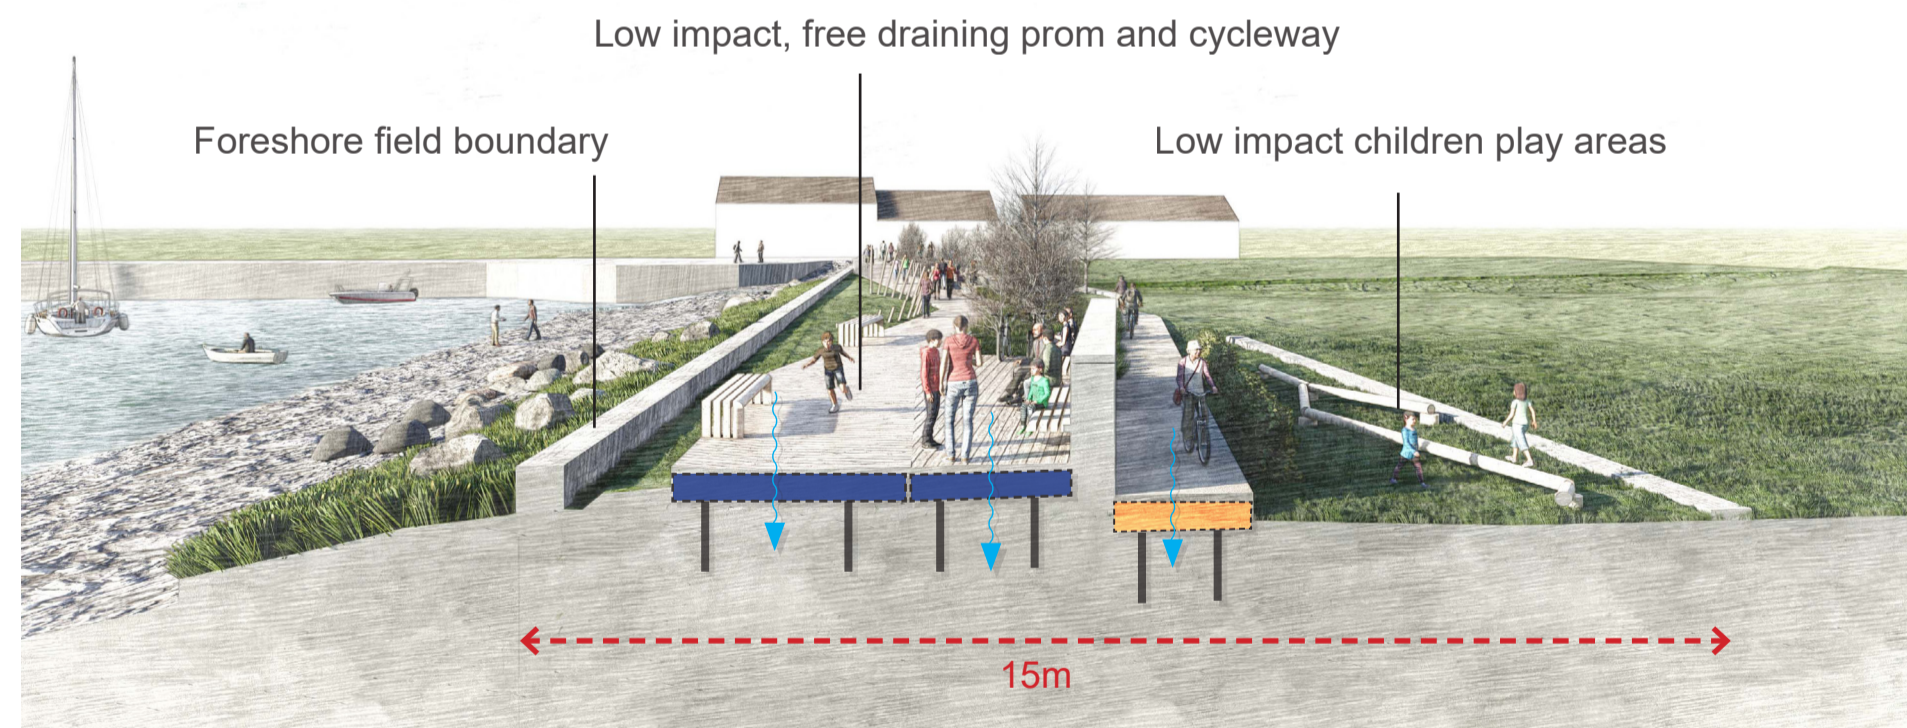 Low impact, free draining prom and cycleway
Foreshore field boundary
Low impact children play areas
15m